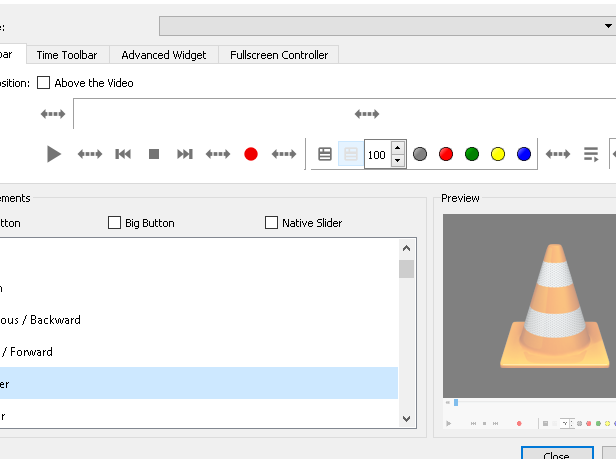 e:
bar Time Toolbar Advanced Widget Fullscreen Controller
sition: Above the Video
100
ements Preview
tton Big Button Native Slider
n
ous / Backward
/ Forward
er
r
Close